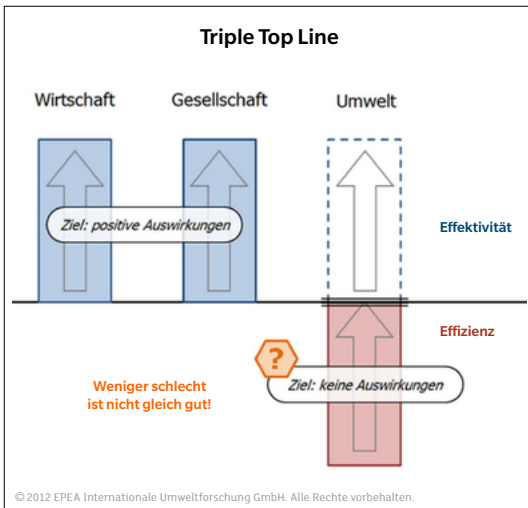 Triple Top Line
Wirtschaft
Gesellschaft
Umwelt
Ziel: positive Auswirkungen
Effektivität
Effizienz
?
Ziel: keine Auswirkungen
Weniger schlecht
ist nicht gleich gut!
© 2012 EPEA Internationale Umweltforschung GmbH. Alle Rechte vorbehalten.